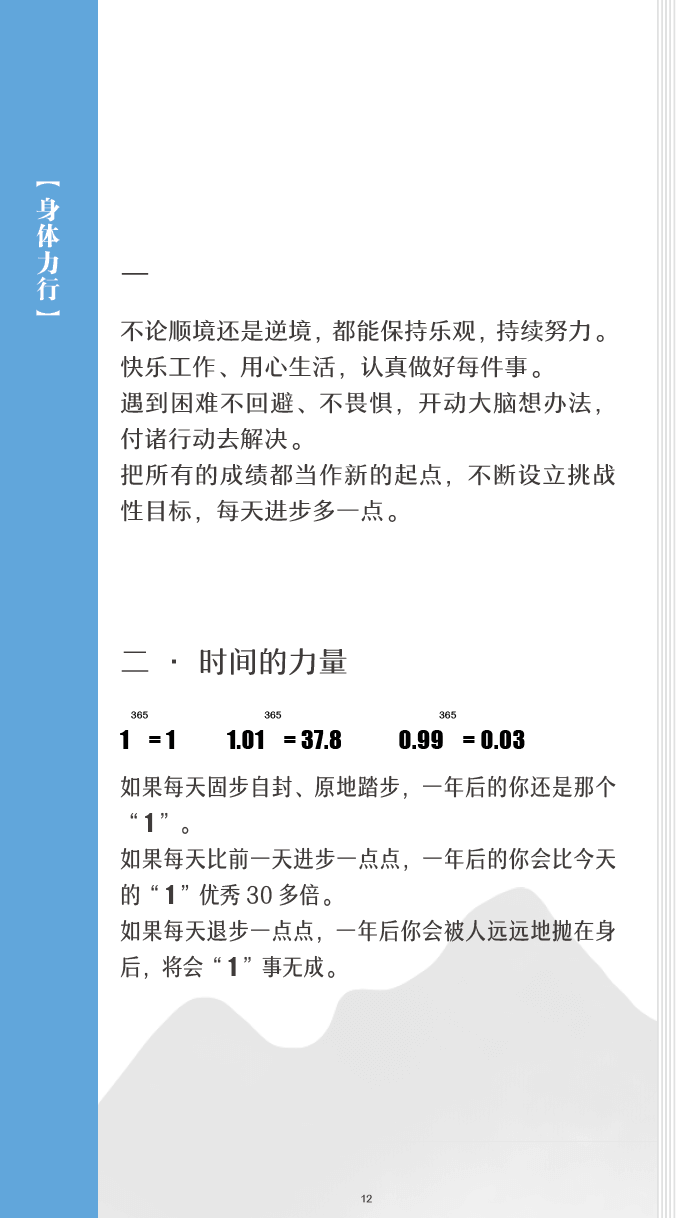 【身体力行】
一
不论顺境还是逆境，都能保持乐观，持续努力。
快乐工作、用心生活，认真做好每件事。
遇到困难不回避、不畏惧，开动大脑想办法，
付诸行动去解决。
把所有的成绩都当作新的起点，不断设立挑战
性目标，每天进步多一点。
二 · 时间的力量
1³⁶⁵ = 1 1.01³⁶⁵ = 37.8 0.99³⁶⁵ = 0.03
如果每天固步自封、原地踏步，一年后的你还是那个
“1”。
如果每天比前一天进步一点点，一年后的你会比今天
的“1”优秀 30 多倍。
如果每天退步一点点，一年后你会被人远远地抛在身
后，将会“1”事无成。
12